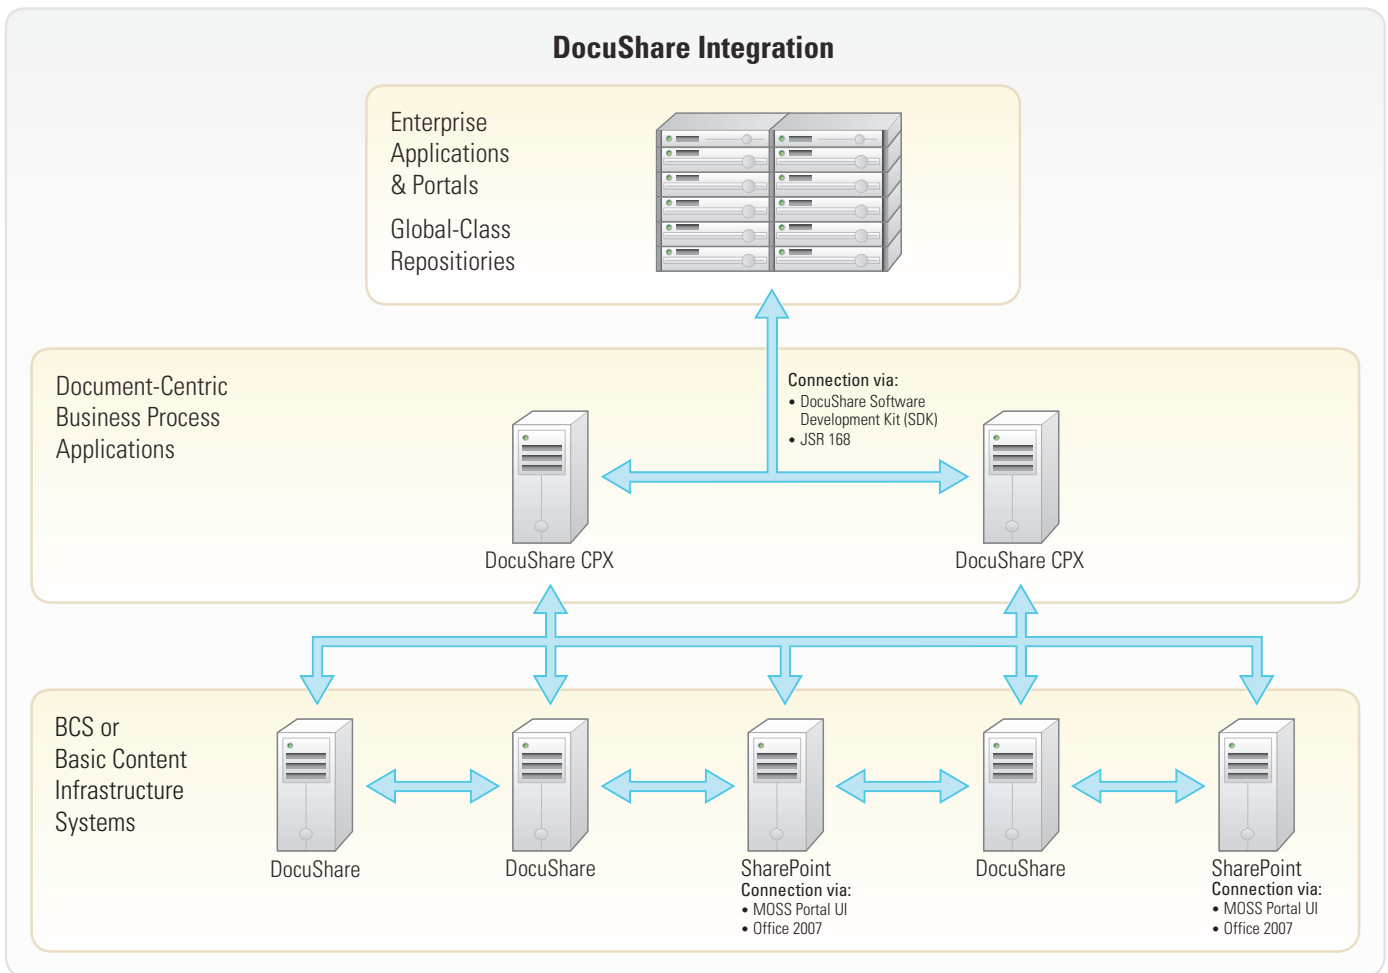 DocuShare Integration
Enterprise
Applications
& Portals
Global-Class
Repositiories
Document-Centric
Business Process
Applications
Connection via:
• DocuShare Software
Development Kit (SDK)
• JSR 168
DocuShare CPX
DocuShare CPX
BCS or
Basic Content
Infrastructure
Systems
DocuShare
DocuShare
SharePoint
Connection via:
• MOSS Portal UI
• Office 2007
DocuShare
SharePoint
Connection via:
• MOSS Portal UI
• Office 2007